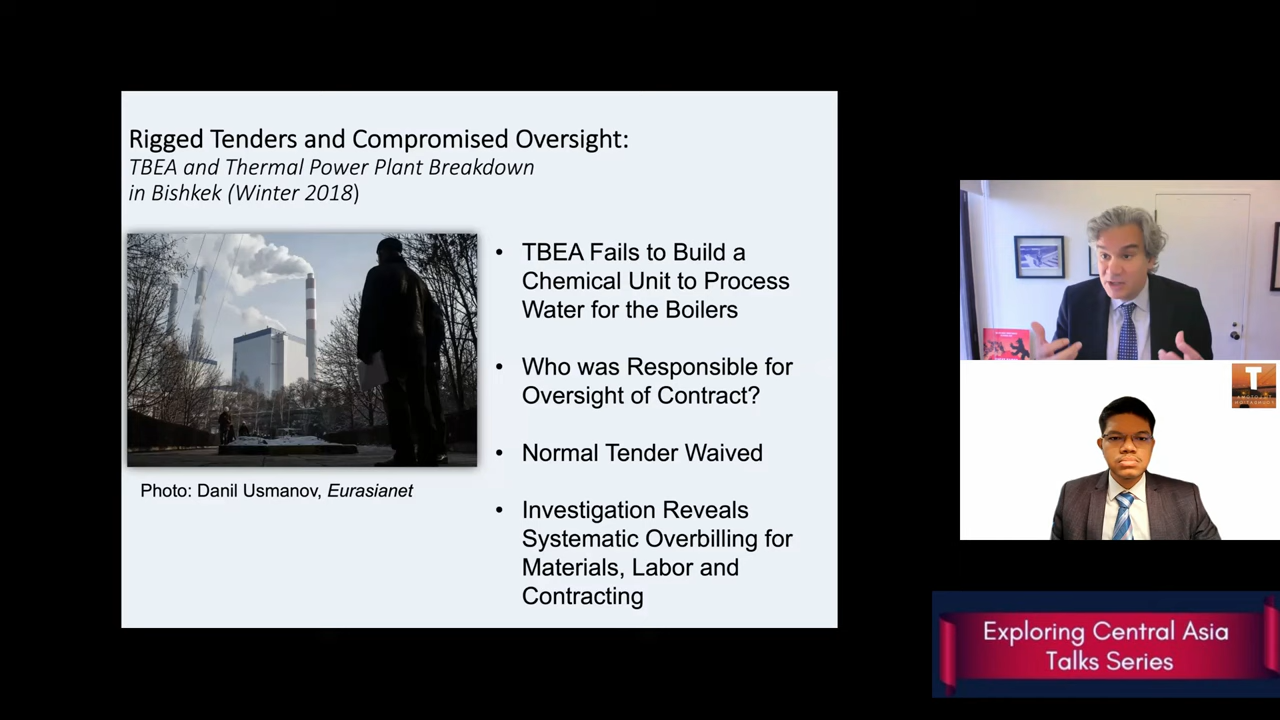 Rigged Tenders and Compromised Oversight:
TBEA and Thermal Power Plant Breakdown
in Bishkek (Winter 2018)
• TBEA Fails to Build a
Chemical Unit to Process
Water for the Boilers
• Who was Responsible for
Oversight of Contract?
• Normal Tender Waived
• Investigation Reveals
Systematic Overbilling for
Materials, Labor and
Contracting
Photo: Danil Usmanov, Eurasianet
T
Exploring Central Asia
Talks Series